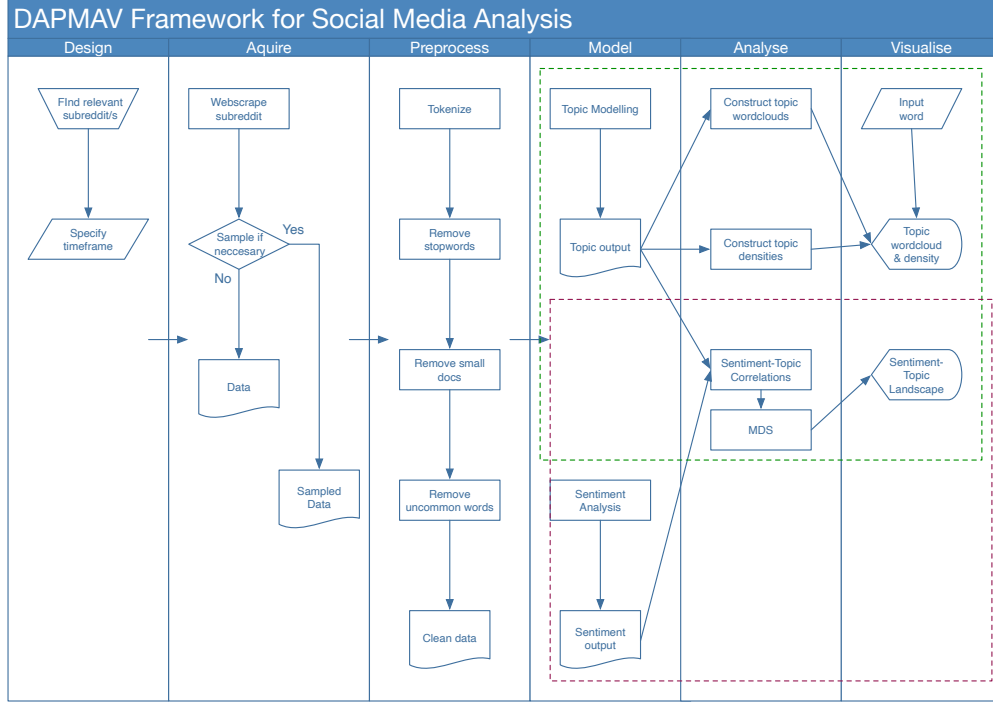 DAPMAV Framework for Social Media Analysis
Design
Aquire
Preprocess
Model
Analyse
Visualise
FInd relevant
subreddit/s
Specify
timeframe
Webscrape
subreddit
Sample if
neccesary
Yes
No
Data
Sampled
Data
Tokenize
Remove
stopwords
Remove small
docs
Remove
uncommon words
Clean data
Topic Modelling
Topic output
Sentiment
Analysis
Sentiment
output
Construct topic
wordclouds
Construct topic
densities
Sentiment-Topic
Correlations
MDS
Input
word
Topic
wordcloud
& density
Sentiment-
Topic
Landscape